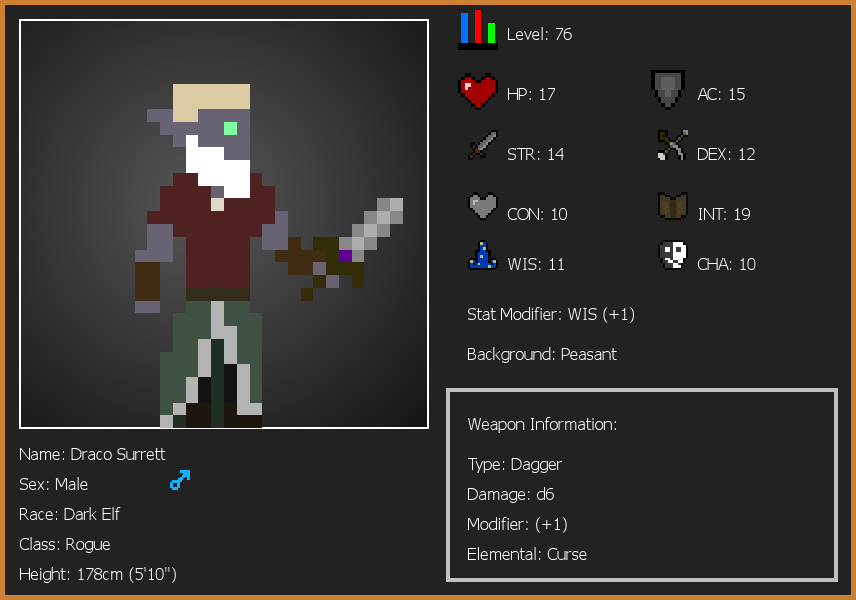 Level: 76
HP: 17
AC: 15
STR: 14
DEX: 12
CON: 10
INT: 19
WIS: 11
CHA: 10
Stat Modifier: WIS (+1)
Background: Peasant
Weapon Information:
Type: Dagger
Damage: d6
Modifier: (+1)
Elemental: Curse
Name: Draco Surrett
Sex: Male
Race: Dark Elf
Class: Rogue
Height: 178cm (5'10")